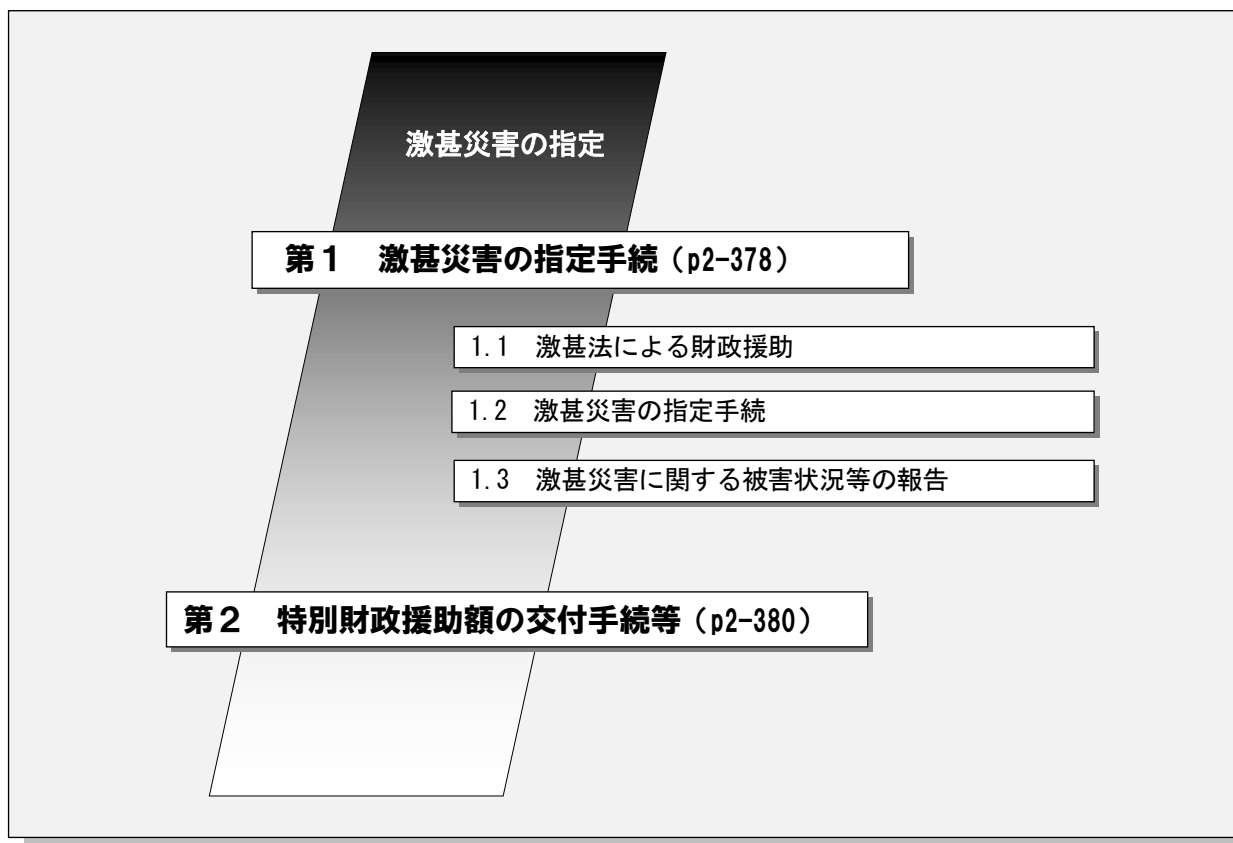 激甚災害の指定
第１　激甚災害の指定手続（p2-378）
1.1　激甚法による財政援助
1.2　激甚災害の指定手続
1.3　激甚災害に関する被害状況等の報告
第２　特別財政援助額の交付手続等（p2-380）